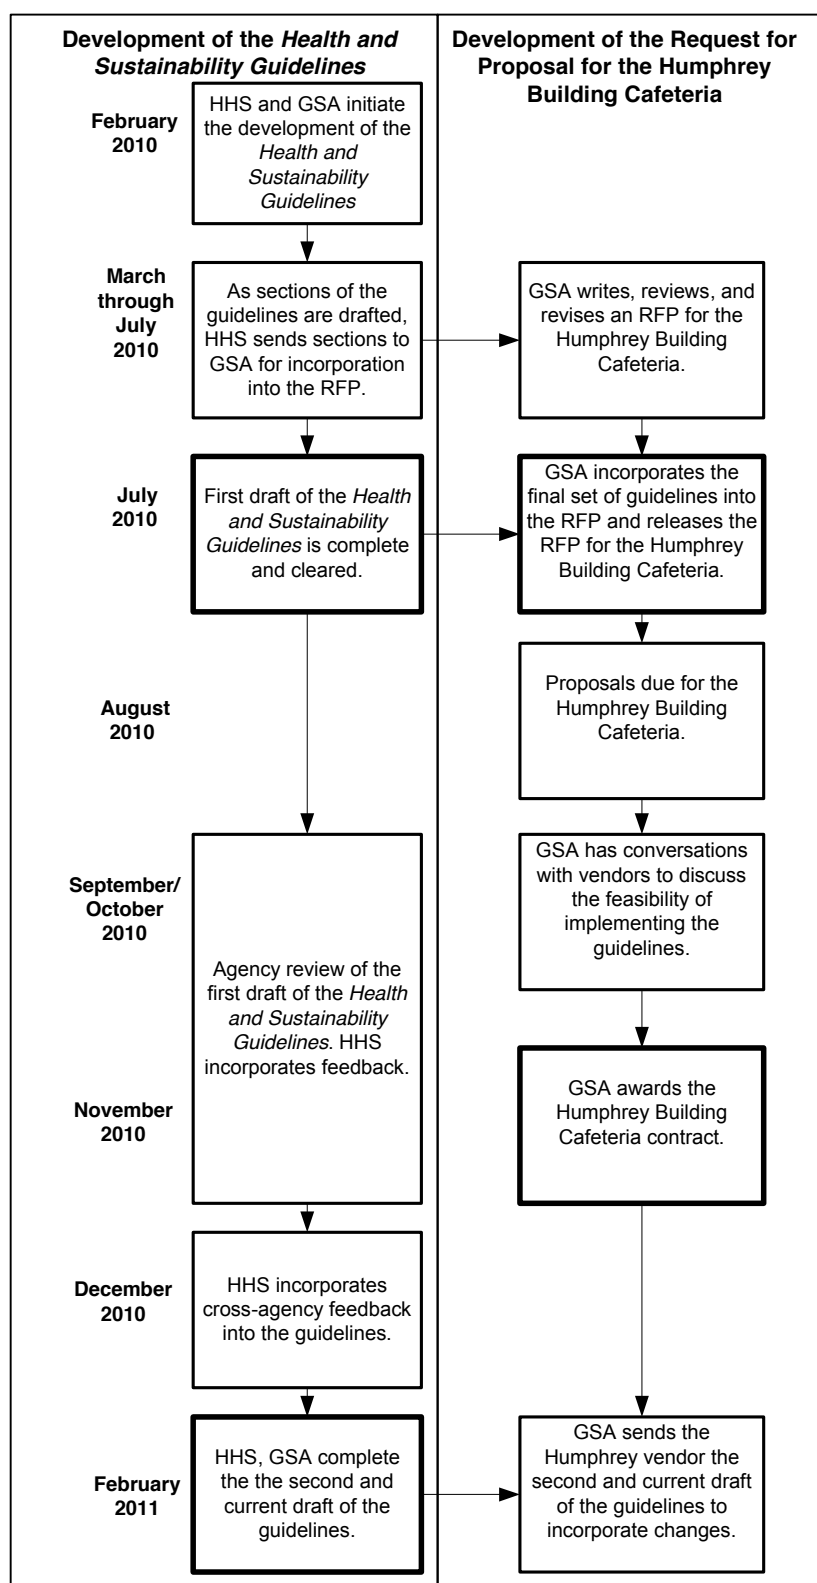 Development of the Health and
Sustainability Guidelines
Development of the Request for
Proposal for the Humphrey
Building Cafeteria
February
2010
HHS and GSA initiate
the development of the
Health and
Sustainability
Guidelines
March
through
July
2010
As sections of the
guidelines are drafted,
HHS sends sections to
GSA for incorporation
into the RFP.
GSA writes, reviews, and
revises an RFP for the
Humphrey Building
Cafeteria.
July
2010
First draft of the Health
and Sustainability
Guidelines is complete
and cleared.
GSA incorporates the
final set of guidelines into
the RFP and releases the
RFP for the Humphrey
Building Cafeteria.
August
2010
Proposals due for the
Humphrey Building
Cafeteria.
September/
October
2010
Agency review of the
first draft of the Health
and Sustainability
Guidelines. HHS
incorporates feedback.
GSA has conversations
with vendors to discuss
the feasibility of
implementing the
guidelines.
November
2010
GSA awards the
Humphrey Building
Cafeteria contract.
December
2010
HHS incorporates
cross-agency feedback
into the guidelines.
February
2011
HHS, GSA complete
the the second and
current draft of the
guidelines.
GSA sends the
Humphrey vendor the
second and current draft
of the guidelines to
incorporate changes.